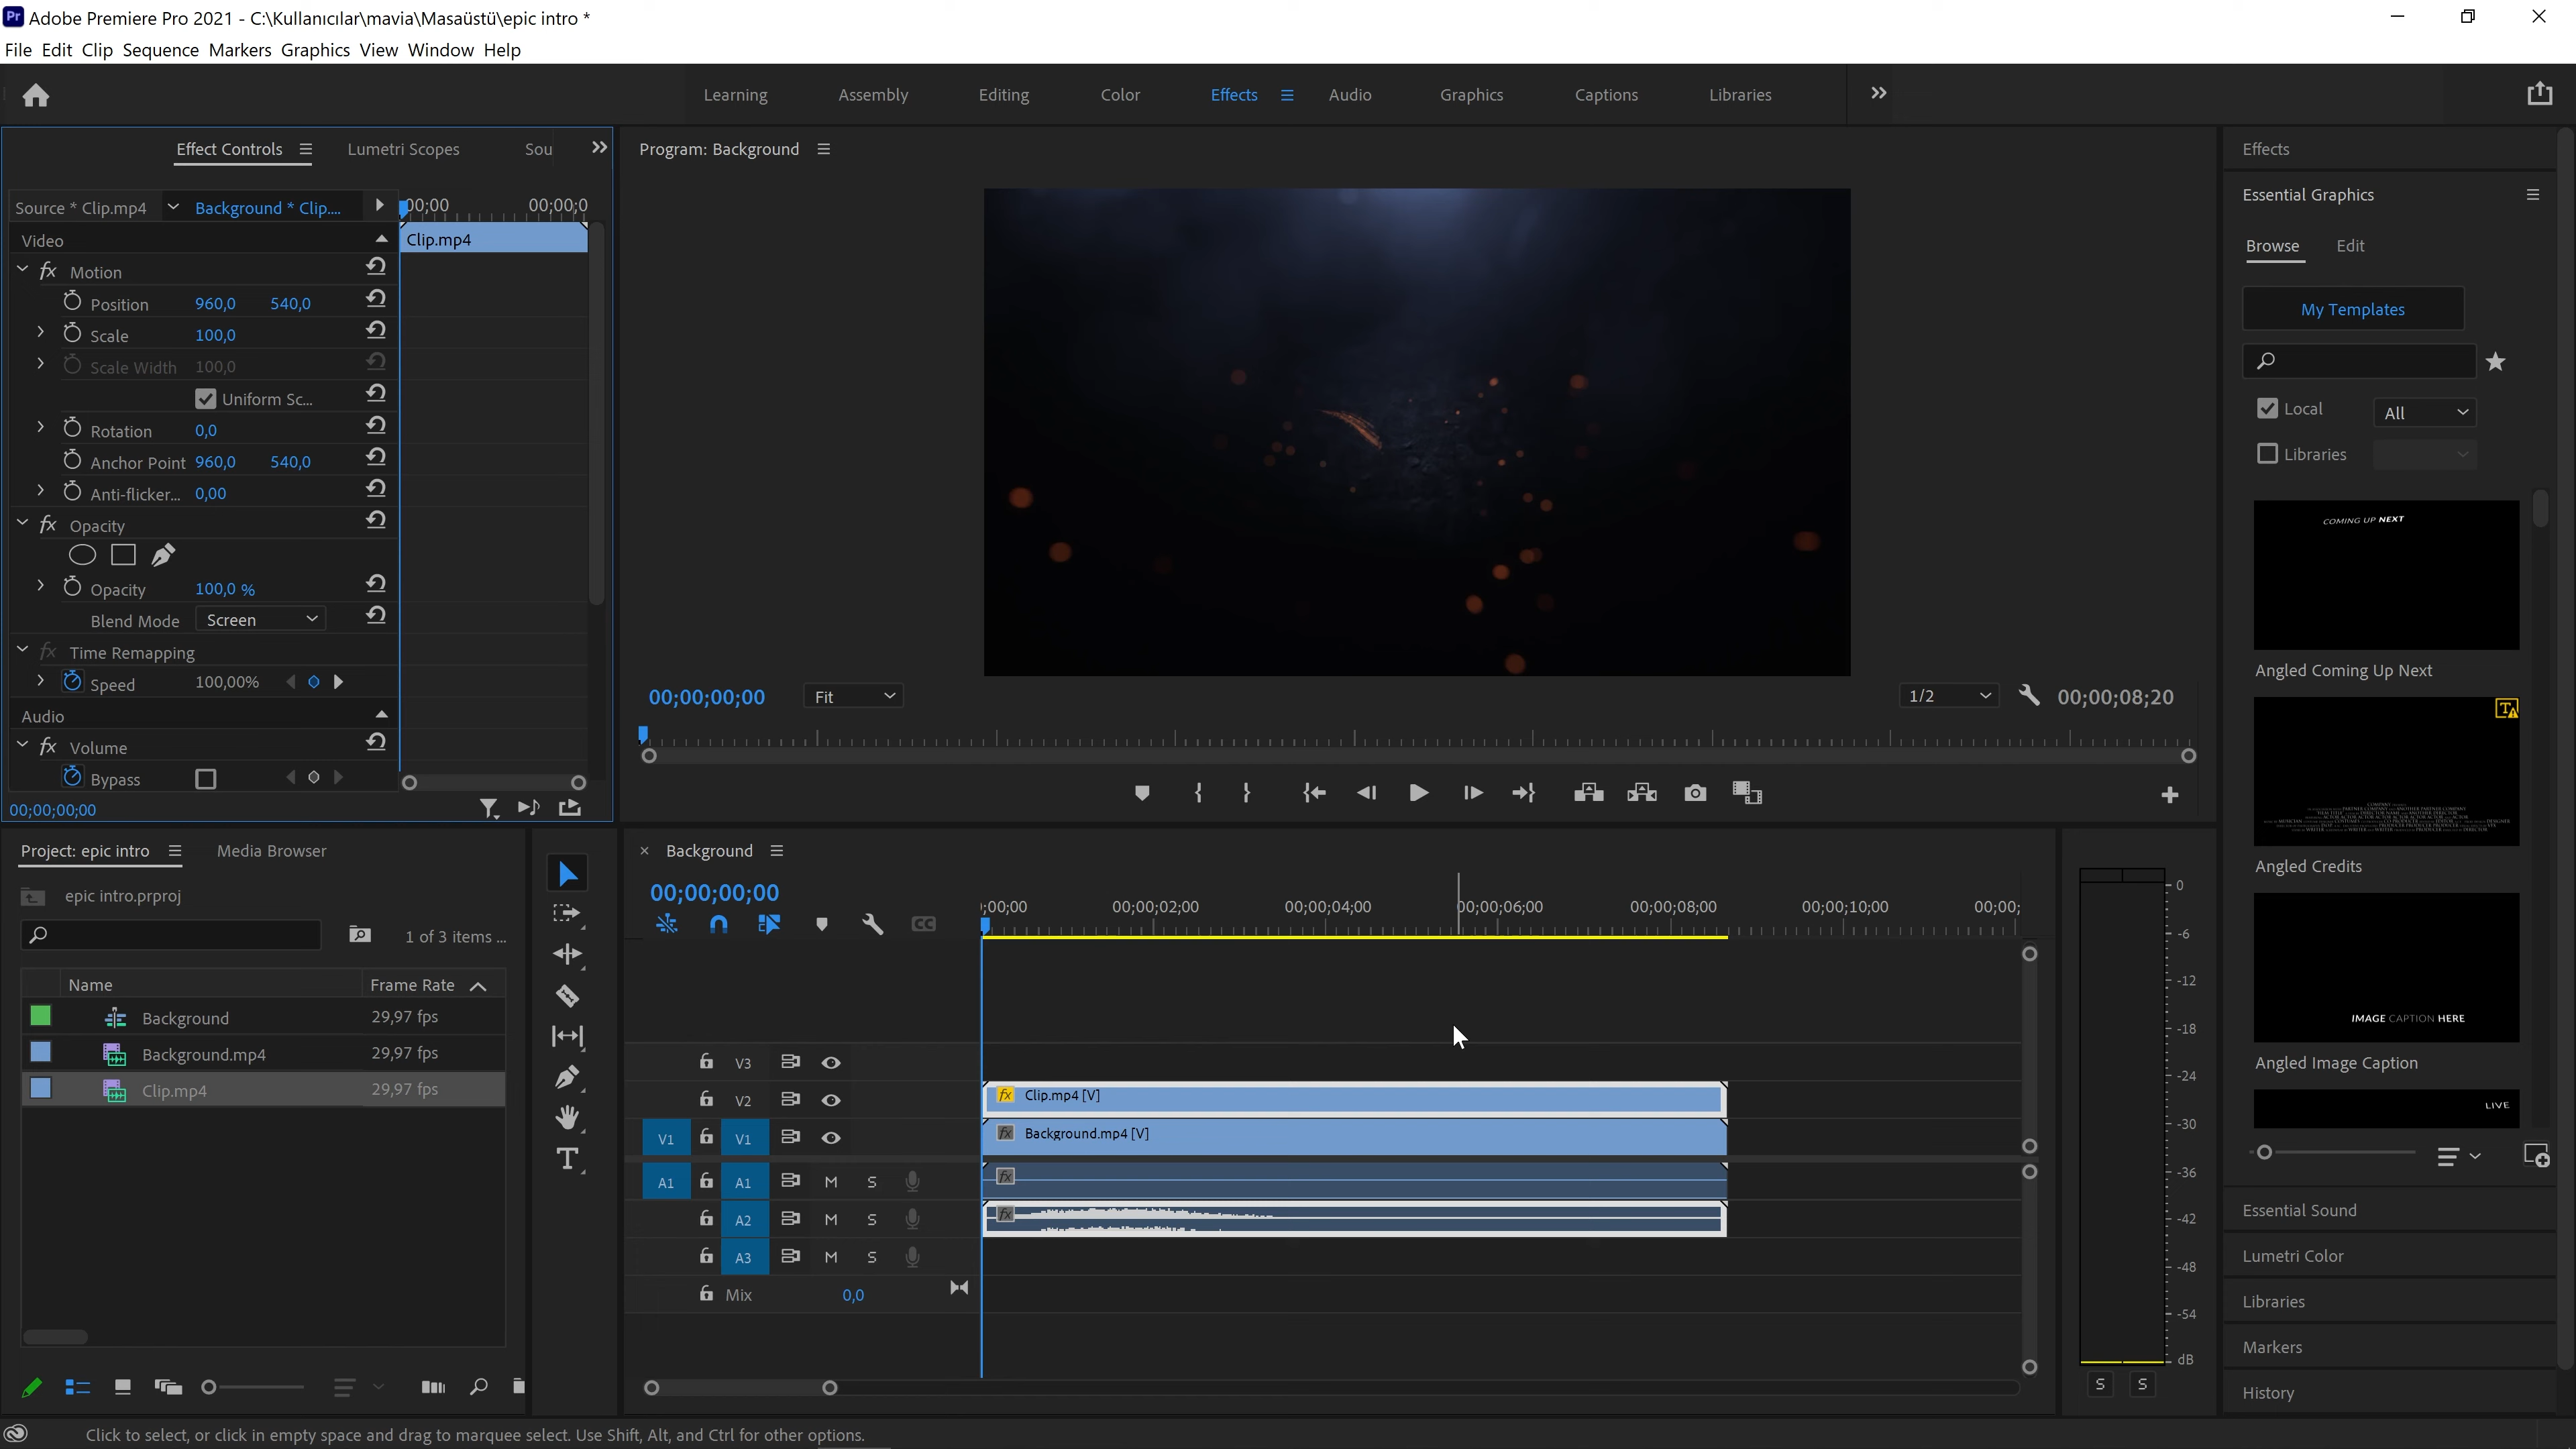 Adobe Premiere Pro 2021 - C:\Kullanıcılar\mavia\Masaüstü\epic intro *
File Edit Clip Sequence Markers Graphics View Window Help
Learning Assembly Editing Color Effects Audio Graphics Captions Libraries
Effect Controls Lumetri Scopes Sou
Source * Clip.mp4 Background * Clip....
00;00 00;00;0
Video
Clip.mp4
Motion
Position 960,0 540,0
Scale 100,0
Scale Width 100,0
Uniform Sc...
Rotation 0,0
Anchor Point 960,0 540,0
Anti-flicker... 0,00
Opacity
Opacity 100,0 %
Blend Mode Screen
Time Remapping
Speed 100,00%
Audio
Volume
Bypass
00;00;00;00
Program: Background
00;00;00;00 Fit 1/2 00;00;08;20
Effects
Essential Graphics
Browse Edit
My Templates
Local All
Libraries
COMING UP NEXT
Angled Coming Up Next
Angled Credits
IMAGE CAPTION HERE
Angled Image Caption
LIVE
Essential Sound
Lumetri Color
Libraries
Markers
History
Project: epic intro Media Browser
epic intro.prproj
1 of 3 items ...
Name Frame Rate
Background 29,97 fps
Background.mp4 29,97 fps
Clip.mp4 29,97 fps
Background
00;00;00;00
;00;00 00;00;02;00 00;00;04;00 00;00;06;00 00;00;08;00 00;00;10;00 00;00;
V3
V2 fx Clip.mp4 [V]
V1 V1 fx Background.mp4 [V]
A1 A1 M S fx
A2 M S fx
A3 M S
Mix 0,0
0
-6
-12
-18
-24
-30
-36
-42
-48
-54
dB
S S
Click to select, or click in empty space and drag to marquee select. Use Shift, Alt, and Ctrl for other options.